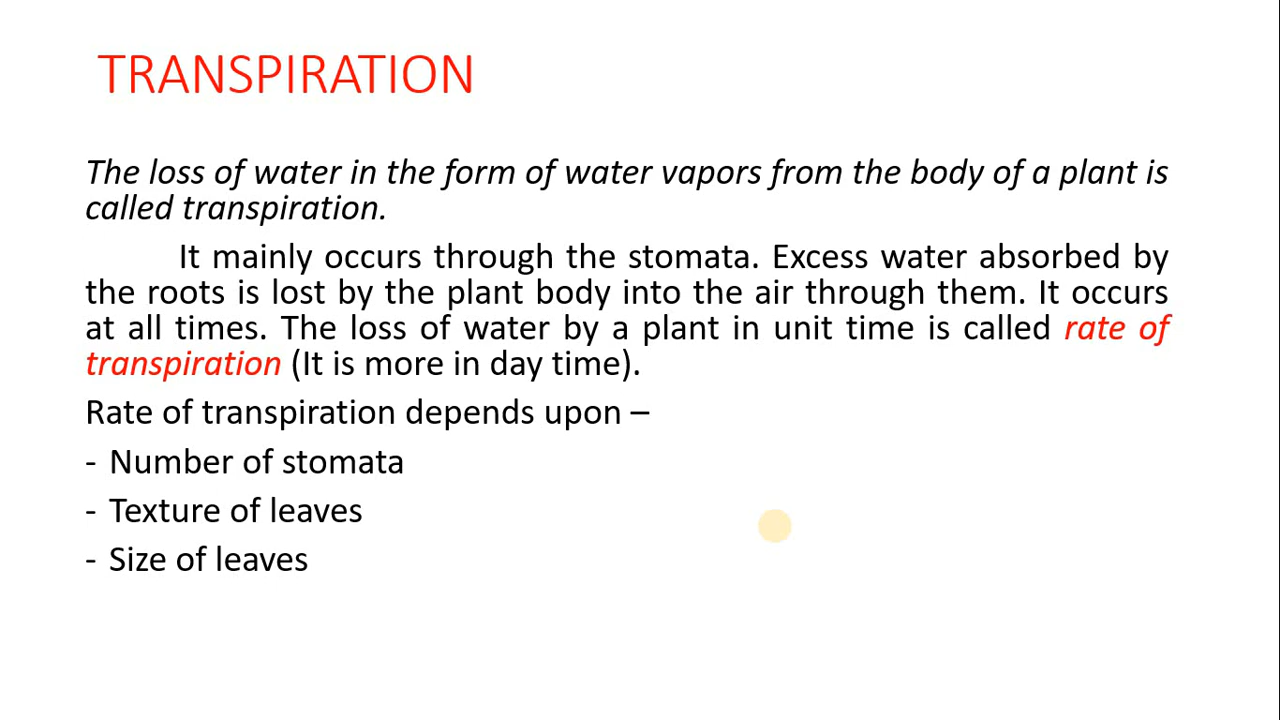 TRANSPIRATION
The loss of water in the form of water vapors from the body of a plant is
called transpiration.
It mainly occurs through the stomata. Excess water absorbed by
the roots is lost by the plant body into the air through them. It occurs
at all times. The loss of water by a plant in unit time is called rate of
transpiration (It is more in day time).
Rate of transpiration depends upon –
- Number of stomata
- Texture of leaves
- Size of leaves